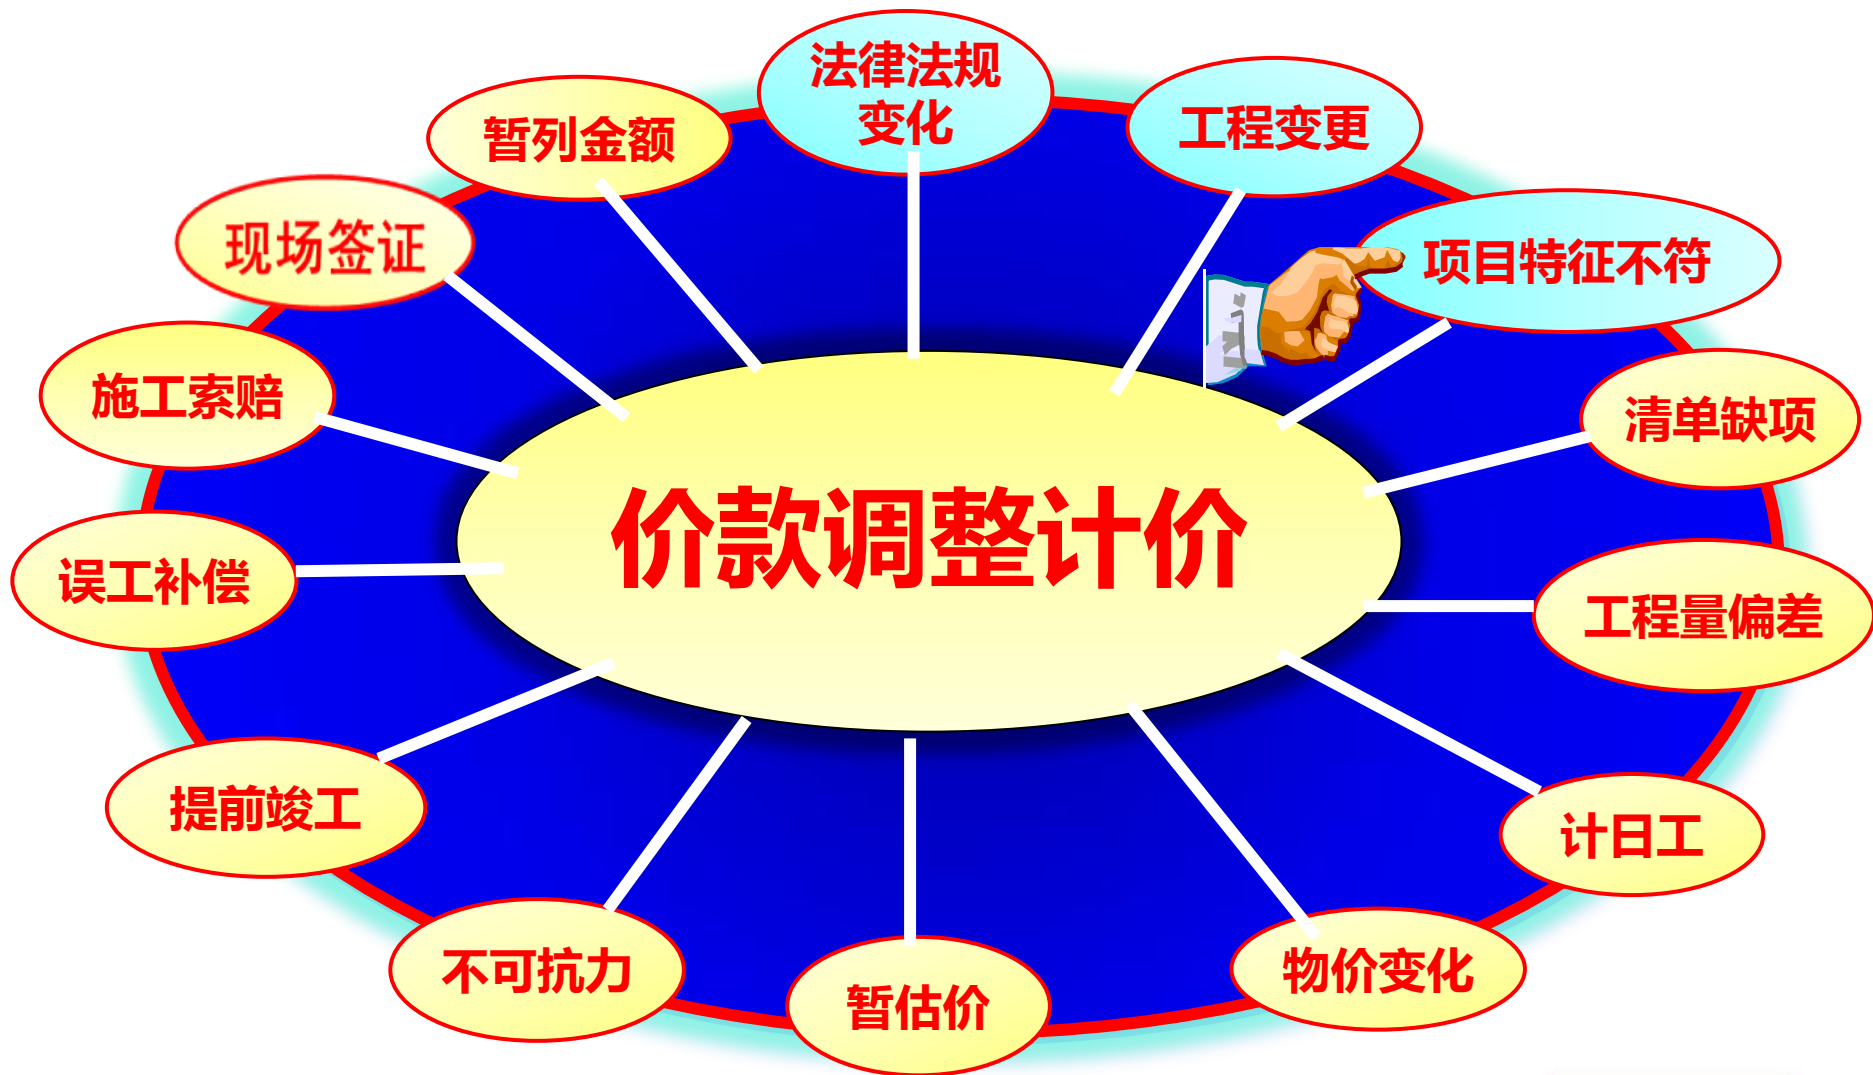 法律法规
变化
工程变更
暂列金额
项目特征不符
现场签证
施工索赔
清单缺项
价款调整计价
误工补偿
工程量偏差
提前竣工
计日工
不可抗力
物价变化
暂估价